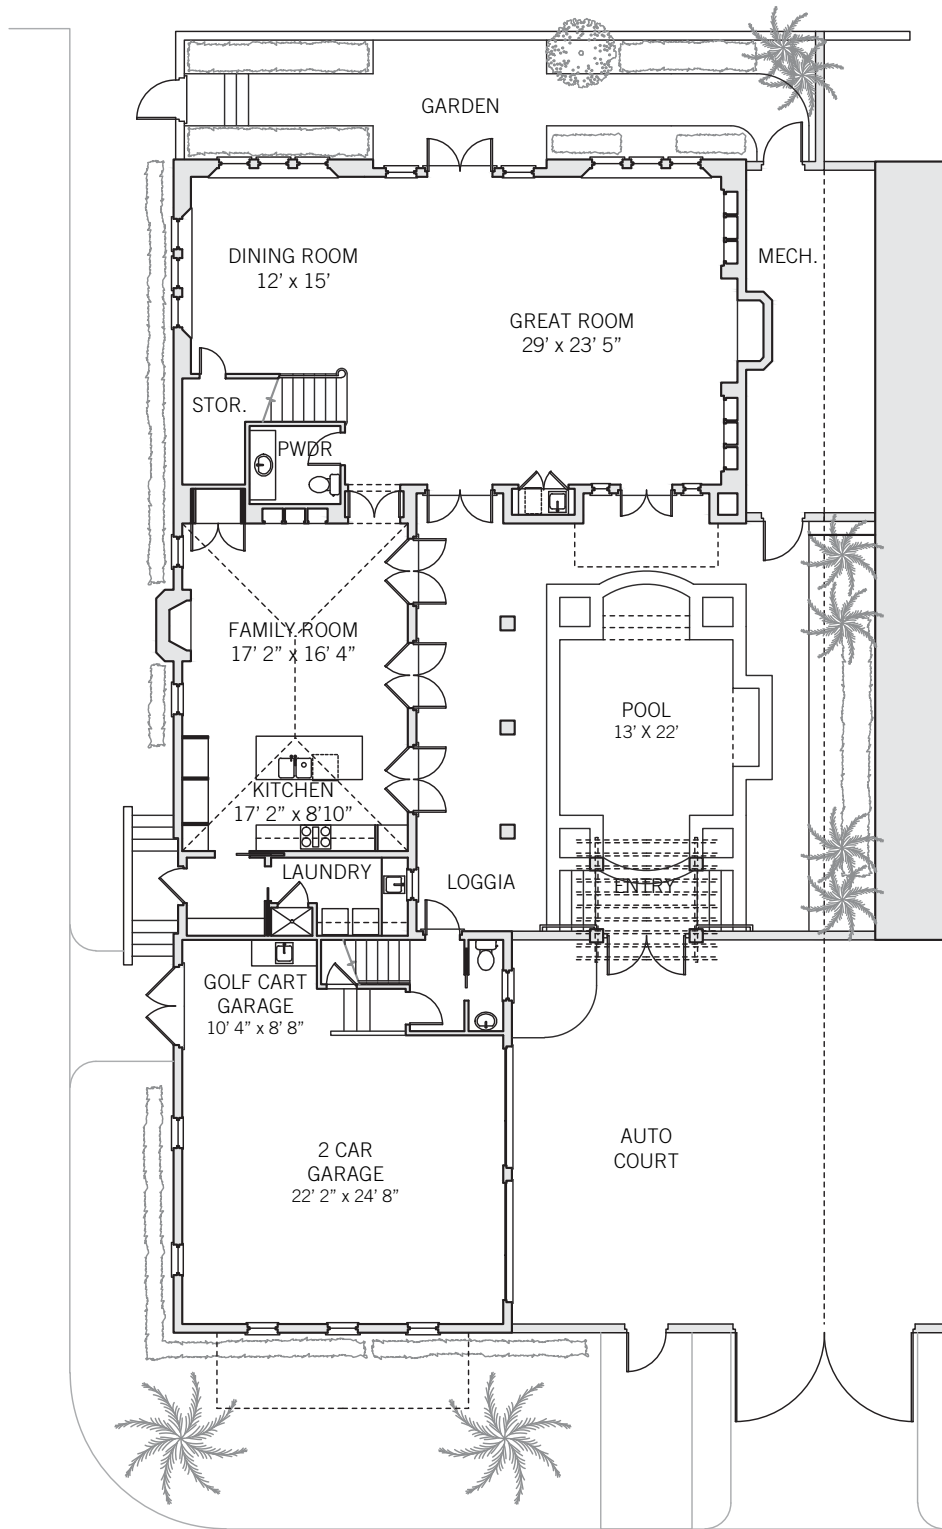 GARDEN
DINING ROOM
12’ x 15’
MECH.
GREAT ROOM
29’ x 23’ 5”
STOR.
PWDR
FAMILY ROOM
17’ 2” x 16’ 4”
POOL
13’ X 22’
KITCHEN
17’ 2” x 8’10”
LAUNDRY
LOGGIA
ENTRY
GOLF CART
GARAGE
10’ 4” x 8’ 8”
AUTO
COURT
2 CAR
GARAGE
22’ 2” x 24’ 8”